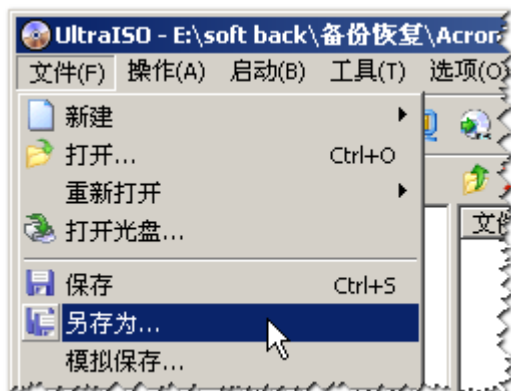 UltraISO - E:\soft back\备份恢复\Acron
文件(F) 操作(A) 启动(B) 工具(T) 选项(O)
新建
打开... Ctrl+O
重新打开
打开光盘...
文件
保存 Ctrl+S
另存为...
模拟保存...